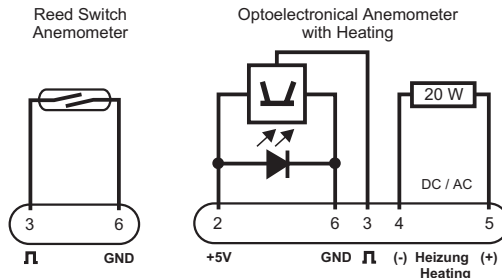 Reed Switch
Anemometer
3 6
GND
Optoelectronical Anemometer
with Heating
20 W
DC / AC
2 6 3 4 5
+5V GND (-) Heizung (+)
Heating